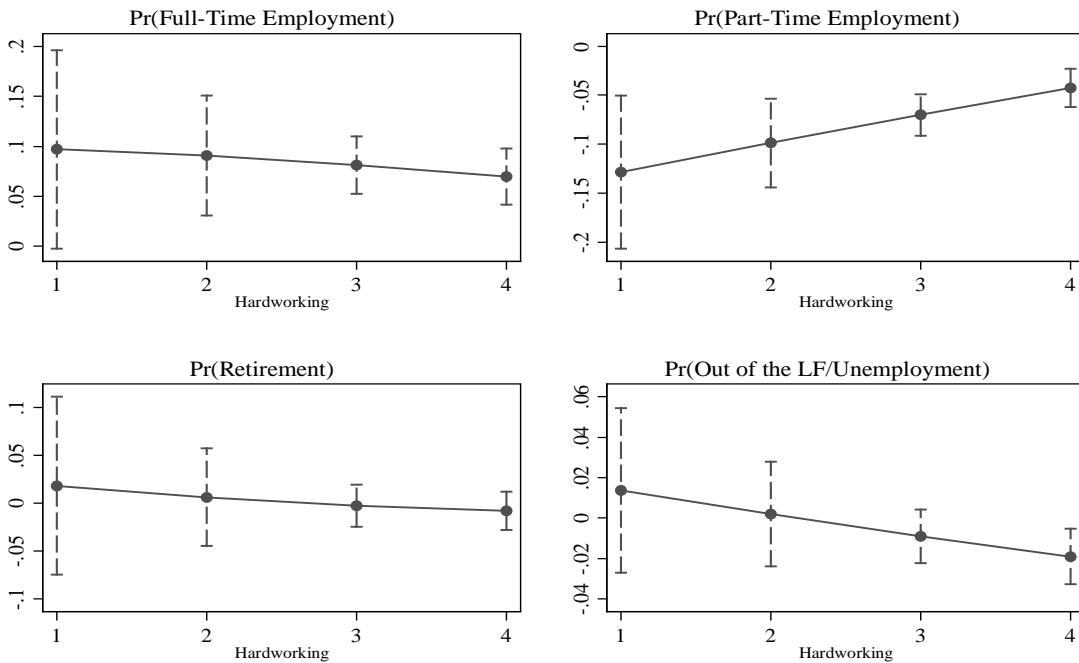 Pr(Full-Time Employment)
.2
.15
.1
.05
0
1 2 3 4
Hardworking
Pr(Part-Time Employment)
0
-.05
-.1
-.15
-.2
1 2 3 4
Hardworking
Pr(Retirement)
.1
.05
0
-.05
-.1
1 2 3 4
Hardworking
Pr(Out of the LF/Unemployment)
.06
.04
.02
0
-.02
-.04
1 2 3 4
Hardworking